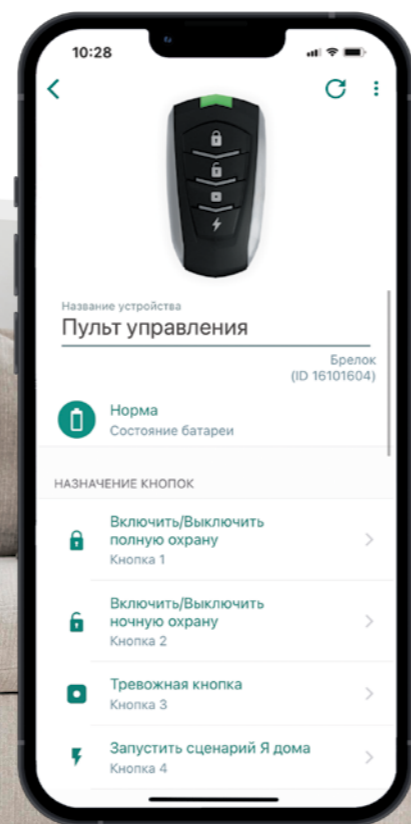 10:28
Название устройства
Пульт управления
Брелок
(ID 16101604)
Норма
Состояние батареи
НАЗНАЧЕНИЕ КНОПОК
Включить/Выключить
полную охрану
Кнопка 1
Включить/Выключить
ночную охрану
Кнопка 2
Тревожная кнопка
Кнопка 3
Запустить сценарий Я дома
Кнопка 4